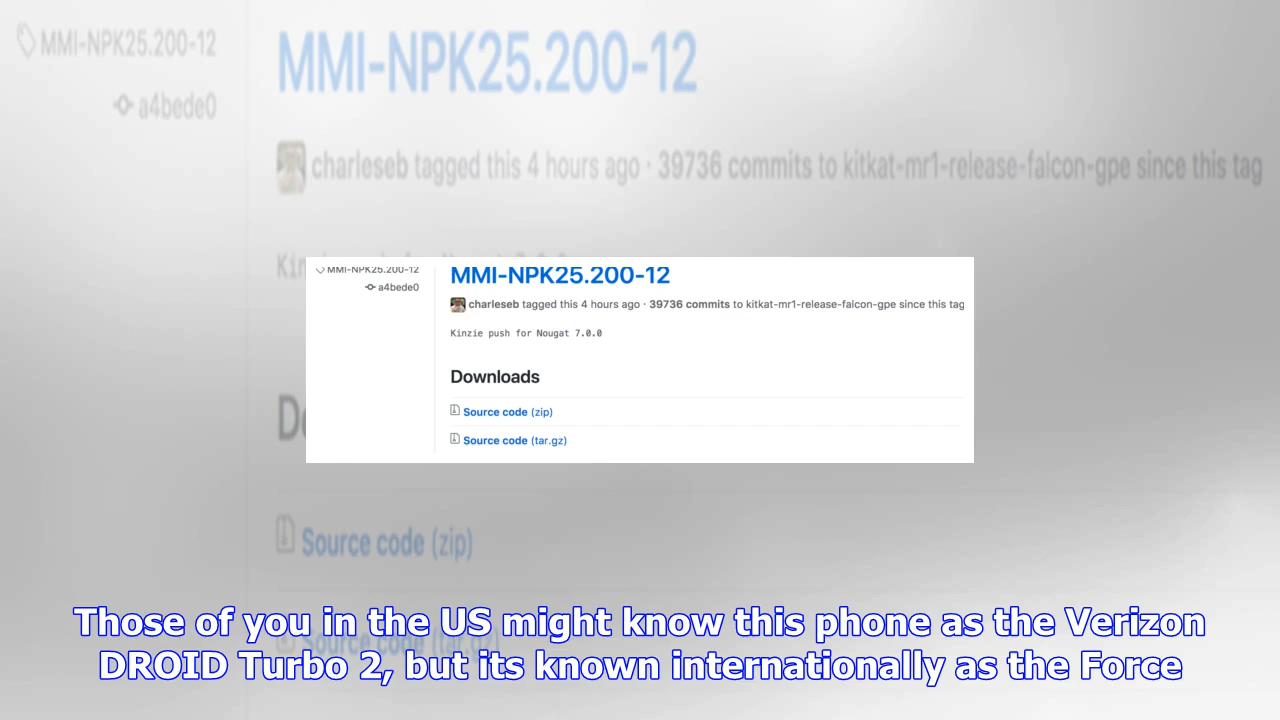 MMI-NPK25.200-12
MMI-NPK25.200-12
a4bede0
charleseb tagged this 4 hours ago · 39736 commits to kitkat-mr1-release-falcon-gpe since this tag
MMI-NPK25.200-12
MMI-NPK25.200-12
a4bede0
charleseb tagged this 4 hours ago · 39736 commits to kitkat-mr1-release-falcon-gpe since this tag
Kinzie push for Nougat 7.0.0
Downloads
Source code (zip)
Source code (tar.gz)
Source code (zip)
Source code (tar.gz)
Those of you in the US might know this phone as the Verizon
DROID Turbo 2, but its known internationally as the Force